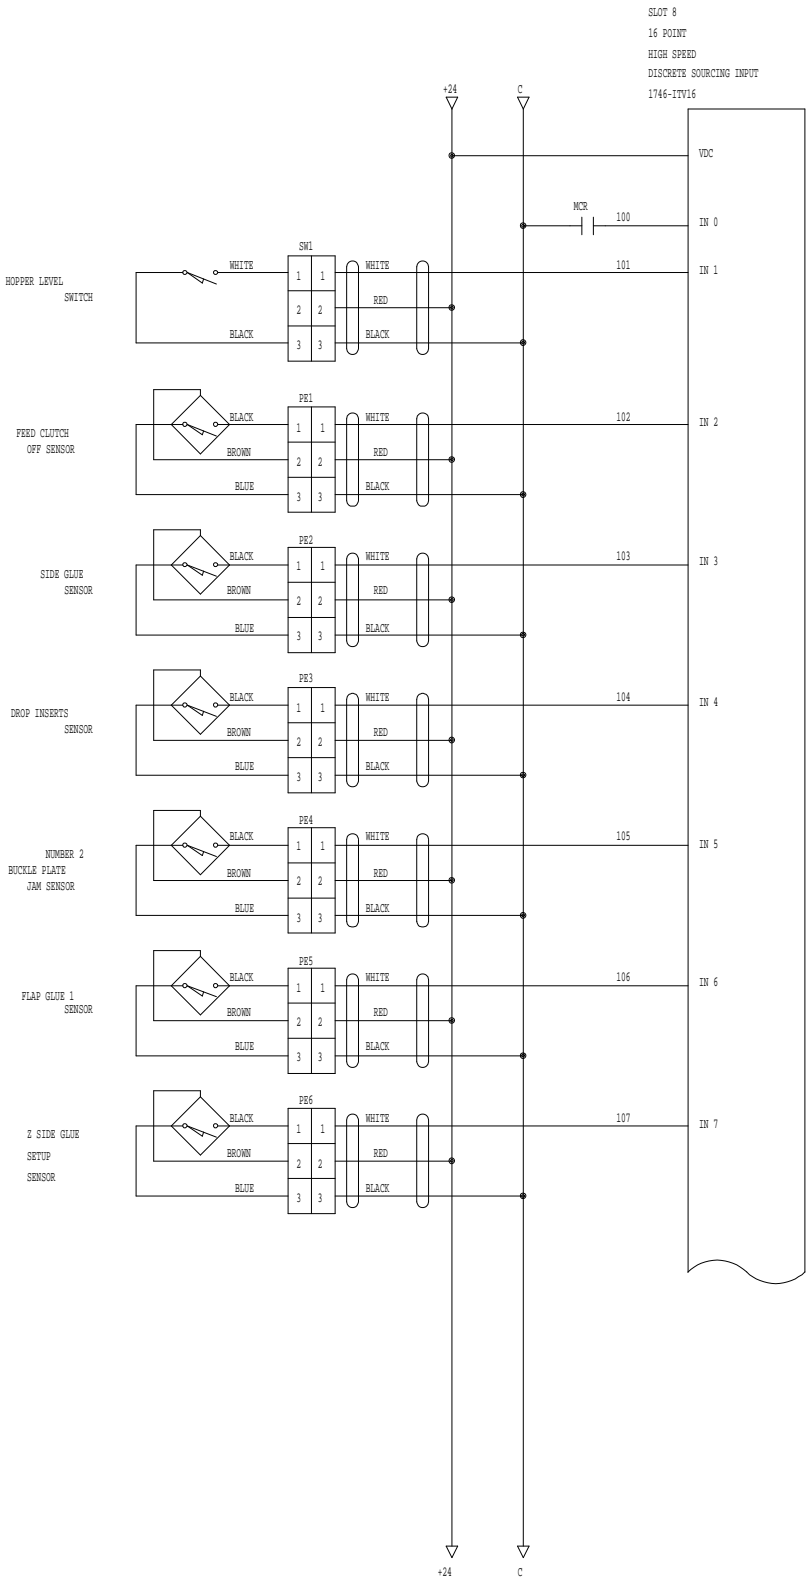 SLOT 8
16 POINT
HIGH SPEED
DISCRETE SOURCING INPUT
1746-ITV16
+24 C
VDC
MCR 100 IN 0
SW1
HOPPER LEVEL
SWITCH
WHITE 1 1 WHITE 101 IN 1
2 2 RED
BLACK 3 3 BLACK
PE1
FEED CLUTCH
OFF SENSOR
BLACK 1 1 WHITE 102 IN 2
BROWN 2 2 RED
BLUE 3 3 BLACK
PE2
SIDE GLUE
SENSOR
BLACK 1 1 WHITE 103 IN 3
BROWN 2 2 RED
BLUE 3 3 BLACK
PE3
DROP INSERTS
SENSOR
BLACK 1 1 WHITE 104 IN 4
BROWN 2 2 RED
BLUE 3 3 BLACK
PE4
NUMBER 2
BUCKLE PLATE
JAM SENSOR
BLACK 1 1 WHITE 105 IN 5
BROWN 2 2 RED
BLUE 3 3 BLACK
PE5
FLAP GLUE 1
SENSOR
BLACK 1 1 WHITE 106 IN 6
BROWN 2 2 RED
BLUE 3 3 BLACK
PE6
Z SIDE GLUE
SETUP
SENSOR
BLACK 1 1 WHITE 107 IN 7
BROWN 2 2 RED
BLUE 3 3 BLACK
+24 C